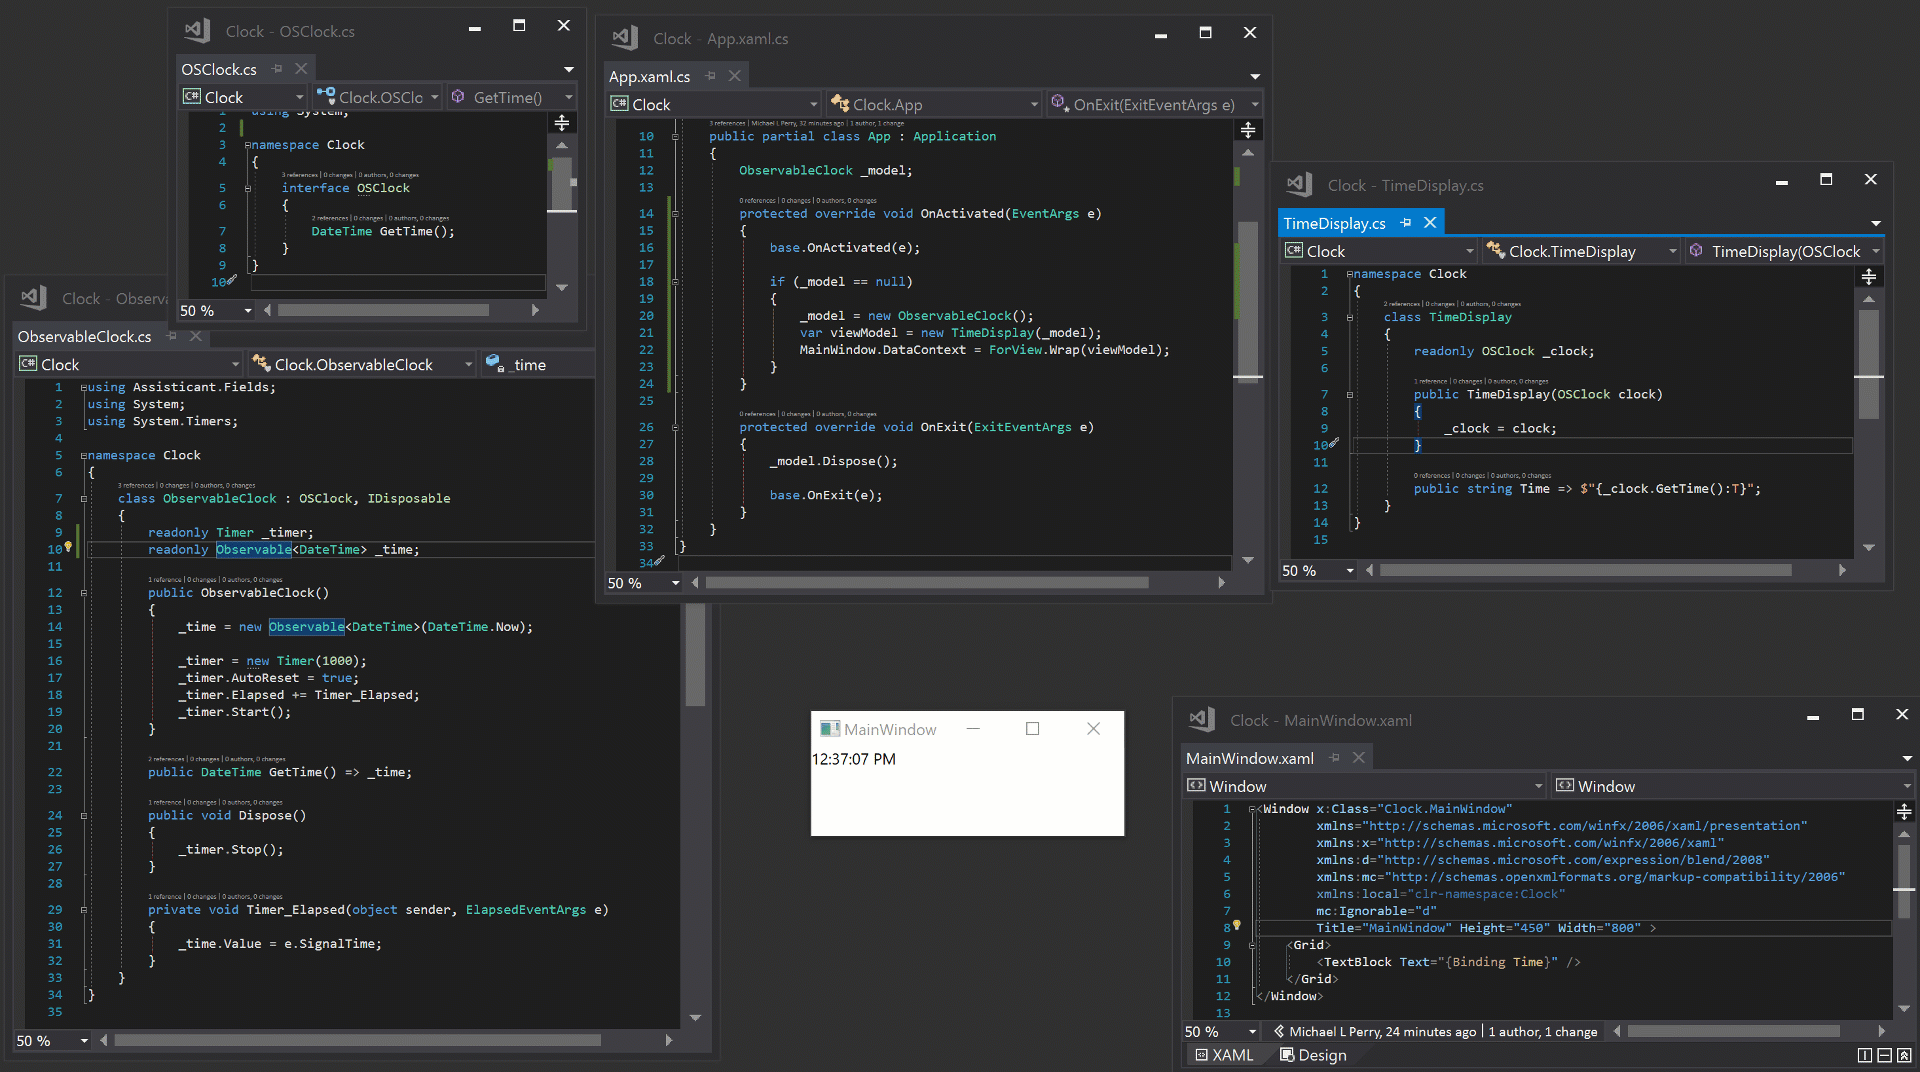 Clock - OSClock.cs
OSClock.cs
Clock
Clock.OSClo
GetTime()
1 using System;
2
3 namespace Clock
4 {
3 references | 0 changes | 0 authors, 0 changes
5 interface OSClock
6 {
2 references | 0 changes | 0 authors, 0 changes
7 DateTime GetTime();
8 }
9 }
10
50 %
Clock - Observa
ObservableClock.cs
Clock
Clock.ObservableClock
_time
1 using Assisticant.Fields;
2 using System;
3 using System.Timers;
4
5 namespace Clock
6 {
3 references | 0 changes | 0 authors, 0 changes
7 class ObservableClock : OSClock, IDisposable
8 {
9 readonly Timer _timer;
10 readonly Observable<DateTime> _time;
11
1 reference | 0 changes | 0 authors, 0 changes
12 public ObservableClock()
13 {
14 _time = new Observable<DateTime>(DateTime.Now);
15
16 _timer = new Timer(1000);
17 _timer.AutoReset = true;
18 _timer.Elapsed += Timer_Elapsed;
19 _timer.Start();
20 }
21
2 references | 0 changes | 0 authors, 0 changes
22 public DateTime GetTime() => _time;
23
1 reference | 0 changes | 0 authors, 0 changes
24 public void Dispose()
25 {
26 _timer.Stop();
27 }
28
1 reference | 0 changes | 0 authors, 0 changes
29 private void Timer_Elapsed(object sender, ElapsedEventArgs e)
30 {
31 _time.Value = e.SignalTime;
32 }
33 }
34 }
35
50 %
Clock - App.xaml.cs
App.xaml.cs
Clock
Clock.App
OnExit(ExitEventArgs e)
3 references | Michael L Perry, 32 minutes ago | 1 author, 1 change
10 public partial class App : Application
11 {
12 ObservableClock _model;
13
0 references | 0 changes | 0 authors, 0 changes
14 protected override void OnActivated(EventArgs e)
15 {
16 base.OnActivated(e);
17
18 if (_model == null)
19 {
20 _model = new ObservableClock();
21 var viewModel = new TimeDisplay(_model);
22 MainWindow.DataContext = ForView.Wrap(viewModel);
23 }
24 }
25
0 references | 0 changes | 0 authors, 0 changes
26 protected override void OnExit(ExitEventArgs e)
27 {
28 _model.Dispose();
29
30 base.OnExit(e);
31 }
32 }
33 }
34
50 %
Clock - TimeDisplay.cs
TimeDisplay.cs
Clock
Clock.TimeDisplay
TimeDisplay(OSClock
1 namespace Clock
2 {
2 references | 0 changes | 0 authors, 0 changes
3 class TimeDisplay
4 {
5 readonly OSClock _clock;
6
1 reference | 0 changes | 0 authors, 0 changes
7 public TimeDisplay(OSClock clock)
8 {
9 _clock = clock;
10 }
11
0 references | 0 changes | 0 authors, 0 changes
12 public string Time => $"{_clock.GetTime():T}";
13 }
14 }
15
50 %
MainWindow
12:37:07 PM
Clock - MainWindow.xaml
MainWindow.xaml
Window
Window
1 <Window x:Class="Clock.MainWindow"
2 xmlns="http://schemas.microsoft.com/winfx/2006/xaml/presentation"
3 xmlns:x="http://schemas.microsoft.com/winfx/2006/xaml"
4 xmlns:d="http://schemas.microsoft.com/expression/blend/2008"
5 xmlns:mc="http://schemas.openxmlformats.org/markup-compatibility/2006"
6 xmlns:local="clr-namespace:Clock"
7 mc:Ignorable="d"
8 Title="MainWindow" Height="450" Width="800" >
9 <Grid>
10 <TextBlock Text="{Binding Time}" />
11 </Grid>
12 </Window>
13
50 %
Michael L Perry, 24 minutes ago | 1 author, 1 change
XAML
Design